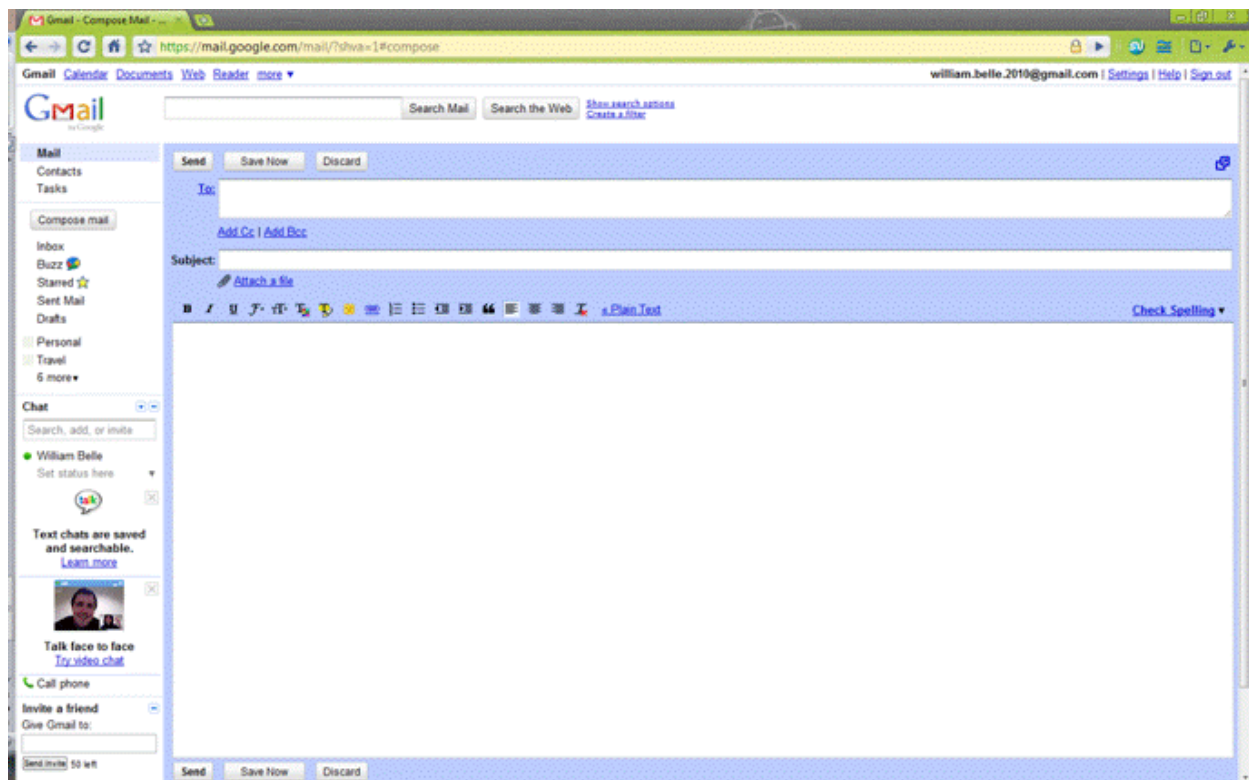 Gmail - Compose Mail - ...
https://mail.google.com/mail/?shva=1#compose
Gmail Calendar Documents Web Reader more ▼
william.belle.2010@gmail.com | Settings | Help | Sign out
Gmail
by Google
Search Mail Search the Web
Show search options
Create a filter
Mail
Contacts
Tasks
Compose mail
Inbox
Buzz
Starred
Sent Mail
Drafts
Personal
Travel
6 more▼
Chat
Search, add, or invite
William Belle
Set status here
talk
Text chats are saved
and searchable.
Learn more
Talk face to face
Try video chat
Call phone
Invite a friend
Give Gmail to:
Send Invite 50 left
Send Save Now Discard
To:
Add Cc | Add Bcc
Subject:
Attach a file
B I U « Plain Text Check Spelling ▼
Send Save Now Discard